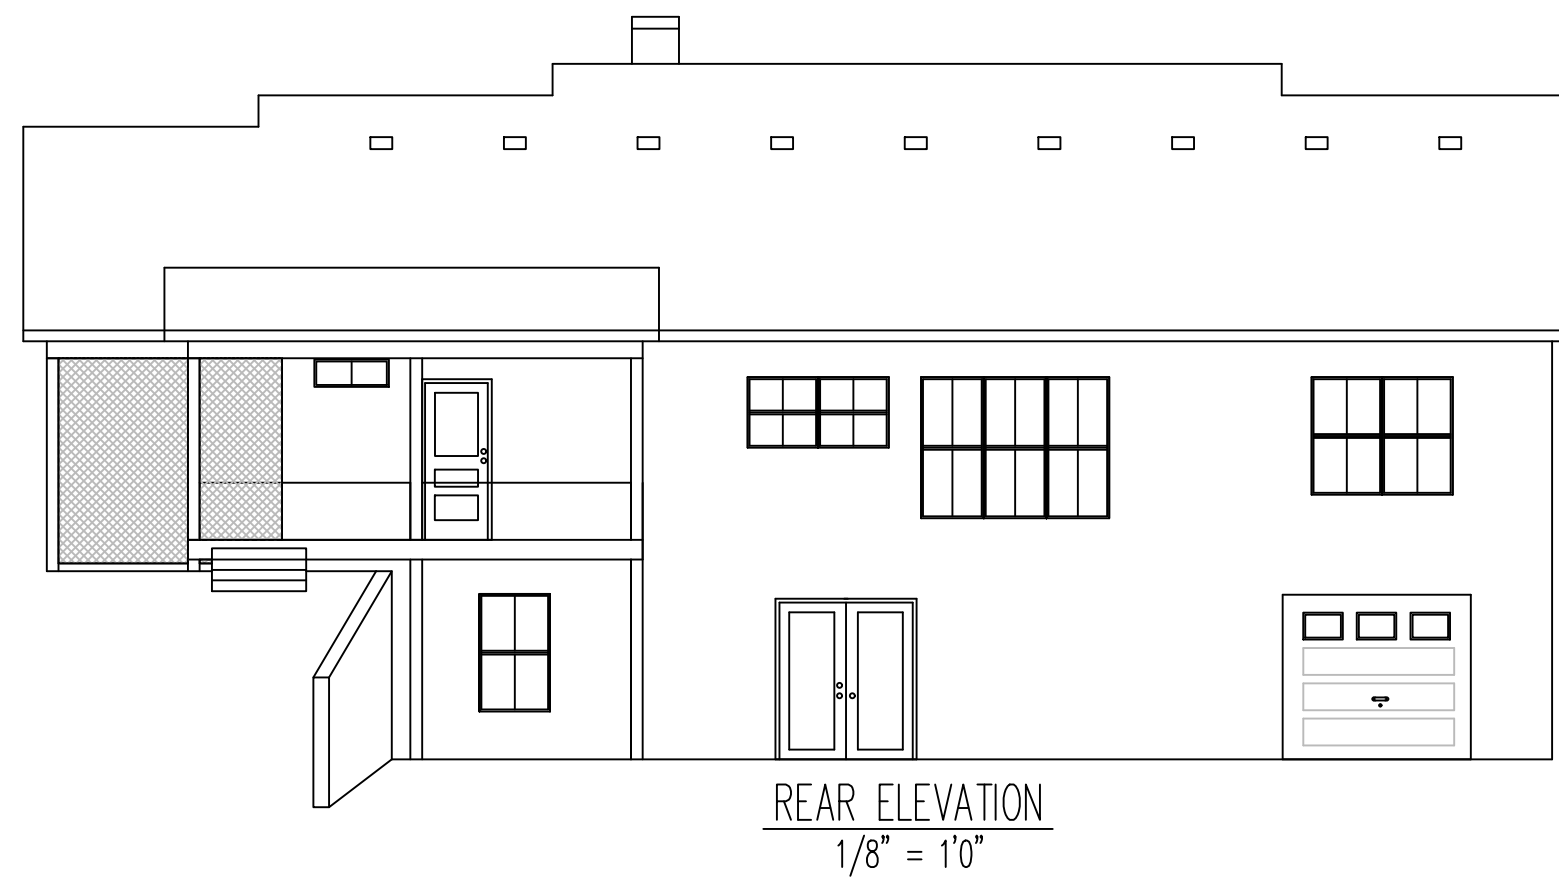 REAR ELEVATION
1/8" = 1'0"